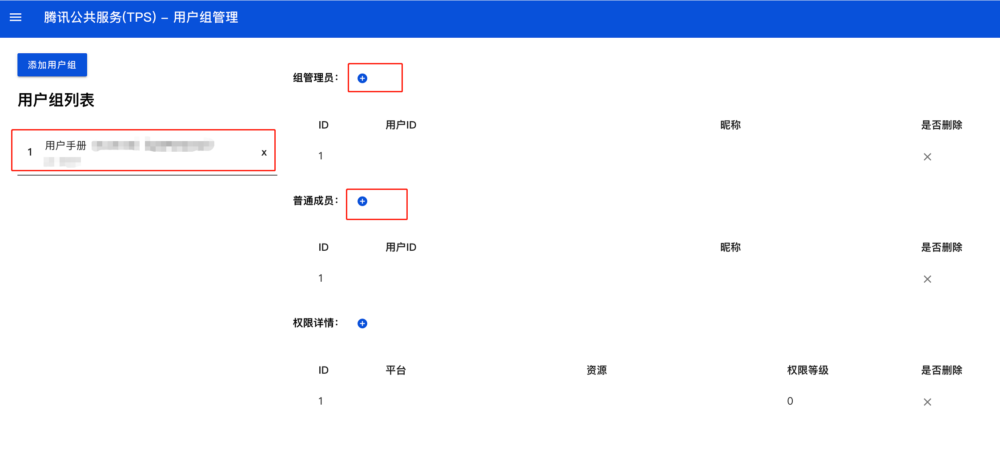 腾讯公共服务(TPS) – 用户组管理
添加用户组
用户组列表
1 用户手册 x
组管理员：
ID 用户ID 昵称 是否删除
1
普通成员：
ID 用户ID 昵称 是否删除
1
权限详情：
ID 平台 资源 权限等级 是否删除
1 0